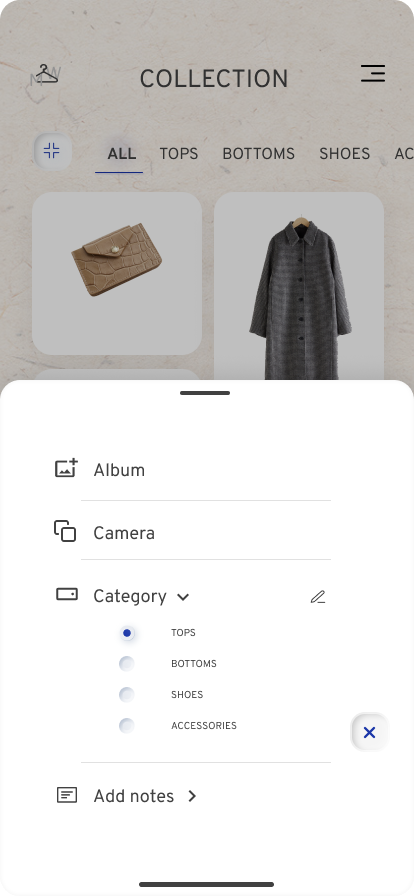 COLLECTION
ALL TOPS BOTTOMS SHOES AC
Album
Camera
Category
TOPS
BOTTOMS
SHOES
ACCESSORIES
Add notes